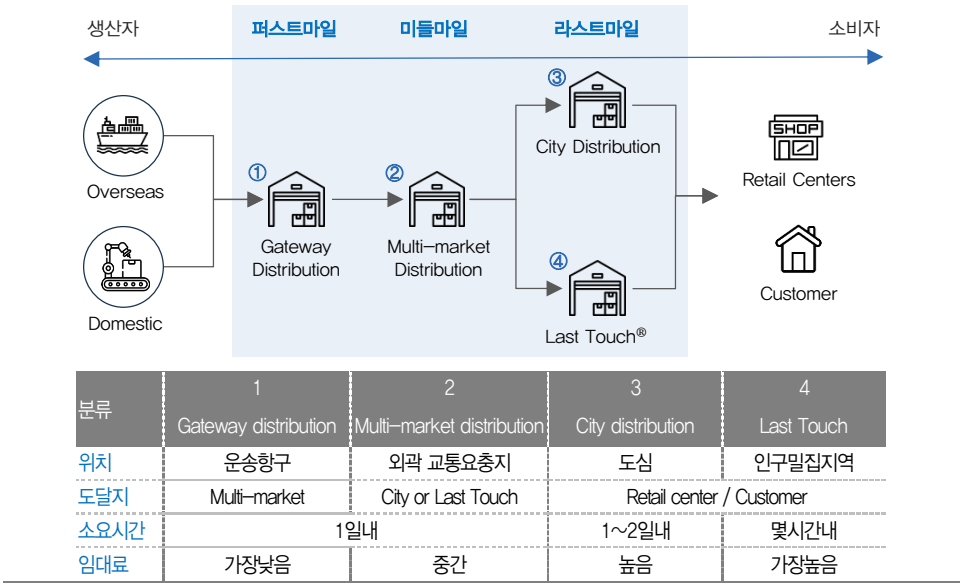 생산자
퍼스트마일
미들마일
라스트마일
소비자
Overseas
Domestic
①
Gateway
Distribution
②
Multi-market
Distribution
③
City Distribution
④
Last Touch®
SHOP
Retail Centers
Customer
분류 1 2 3 4
Gateway distribution Multi-market distribution City distribution Last Touch
위치 운송항구 외곽 교통요충지 도심 인구밀집지역
도달지 Multi-market City or Last Touch Retail center / Customer
소요시간 1일내 1~2일내 몇시간내
임대료 가장낮음 중간 높음 가장높음